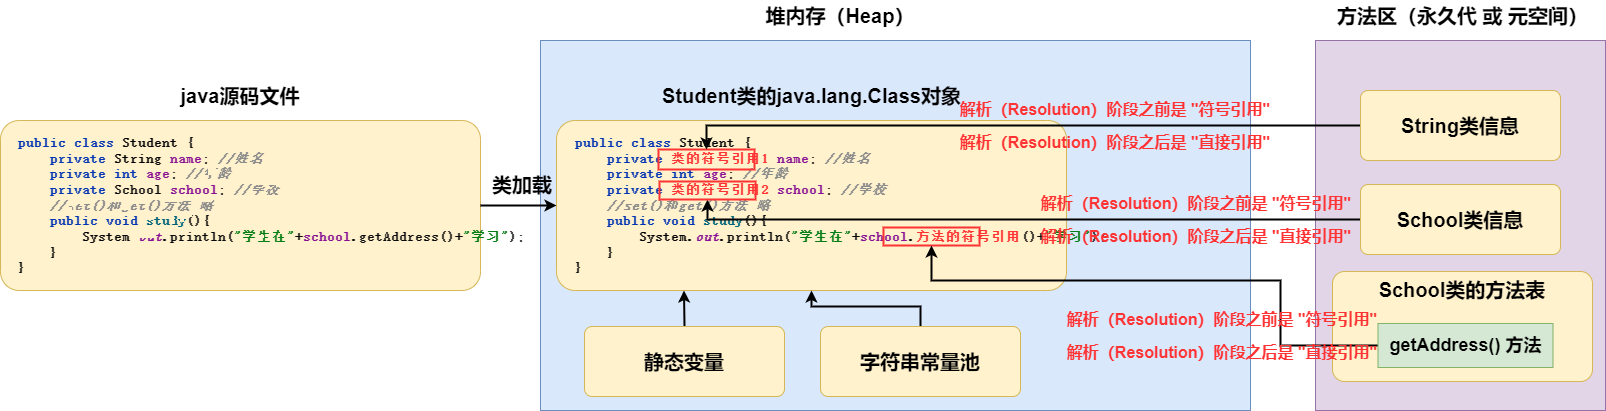 堆内存（Heap）
方法区（永久代 或 元空间）
java源码文件
public class Student {
private String name; //姓名
private int age; //年龄
private School school; //学校
//set()和get()方法 略
public void study(){
System.out.println("学生在"+school.getAddress()+"学习");
}
}
类加载
Student类的java.lang.Class对象
public class Student {
private 类的符号引用1 name; //姓名
private int age; //年龄
private 类的符号引用2 school; //学校
//set()和get()方法 略
public void study(){
System.out.println("学生在"+school.方法的符号引用()+"学习");
}
}
静态变量
字符串常量池
解析（Resolution）阶段之前是 "符号引用"
解析（Resolution）阶段之后是 "直接引用"
String类信息
解析（Resolution）阶段之前是 "符号引用"
解析（Resolution）阶段之后是 "直接引用"
School类信息
School类的方法表
解析（Resolution）阶段之前是 "符号引用"
解析（Resolution）阶段之后是 "直接引用"
getAddress() 方法